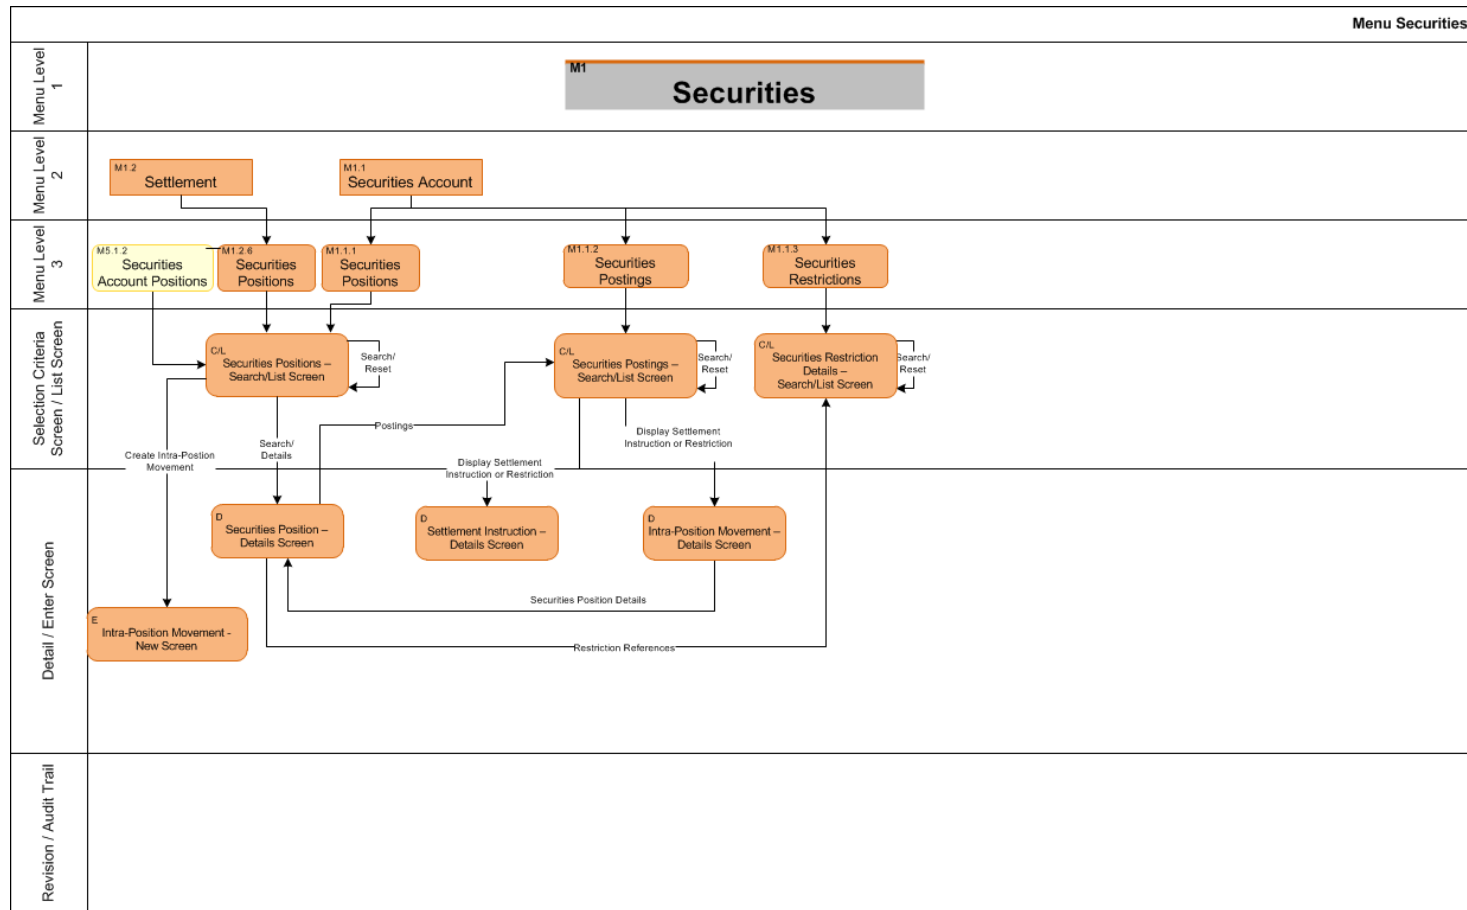 Menu Securities
Menu Level
1
M1
Securities
Menu Level
2
M1.2
Settlement
M1.1
Securities Account
Menu Level
3
M5.1.2
Securities
Account Positions
M1.2.6
Securities
Positions
M1.1.1
Securities
Positions
M1.1.2
Securities
Postings
M1.1.3
Securities
Restrictions
Selection Criteria
Screen / List Screen
C/L
Securities Positions –
Search/List Screen
Search/
Reset
C/L
Securities Postings –
Search/List Screen
Search/
Reset
C/L
Securities Restriction
Details –
Search/List Screen
Search/
Reset
Postings
Display Settlement
Instruction or Restriction
Search/
Details
Create Intra-Postion
Movement
Display Settlement
Instruction or Restriction
Detail / Enter Screen
D
Securities Position –
Details Screen
D
Settlement Instruction –
Details Screen
D
Intra-Position Movement –
Details Screen
Securities Position Details
E
Intra-Position Movement -
New Screen
Restriction References
Revision / Audit Trail